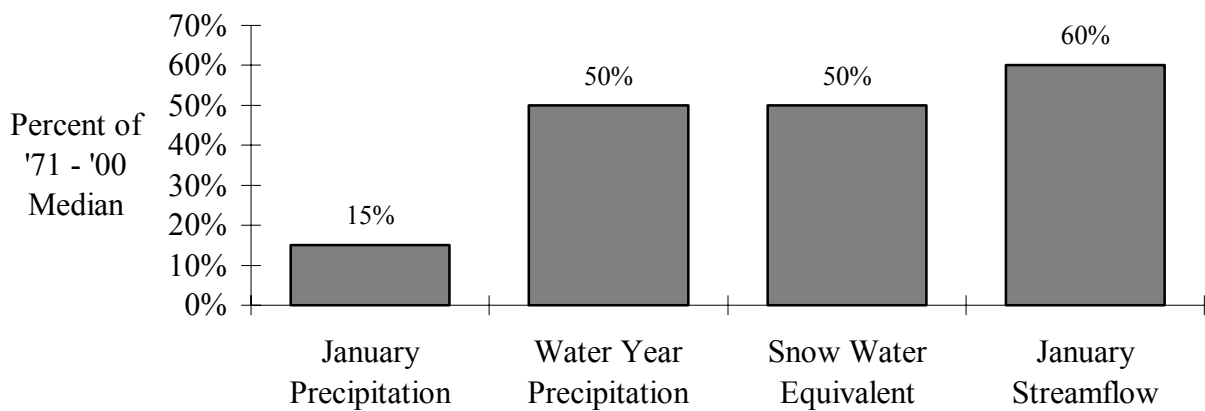 70%
60%
50%
40%
30%
20%
10%
0%
Percent of
'71 - '00
Median
15%
50%
50%
60%
January
Precipitation
Water Year
Precipitation
Snow Water
Equivalent
January
Streamflow